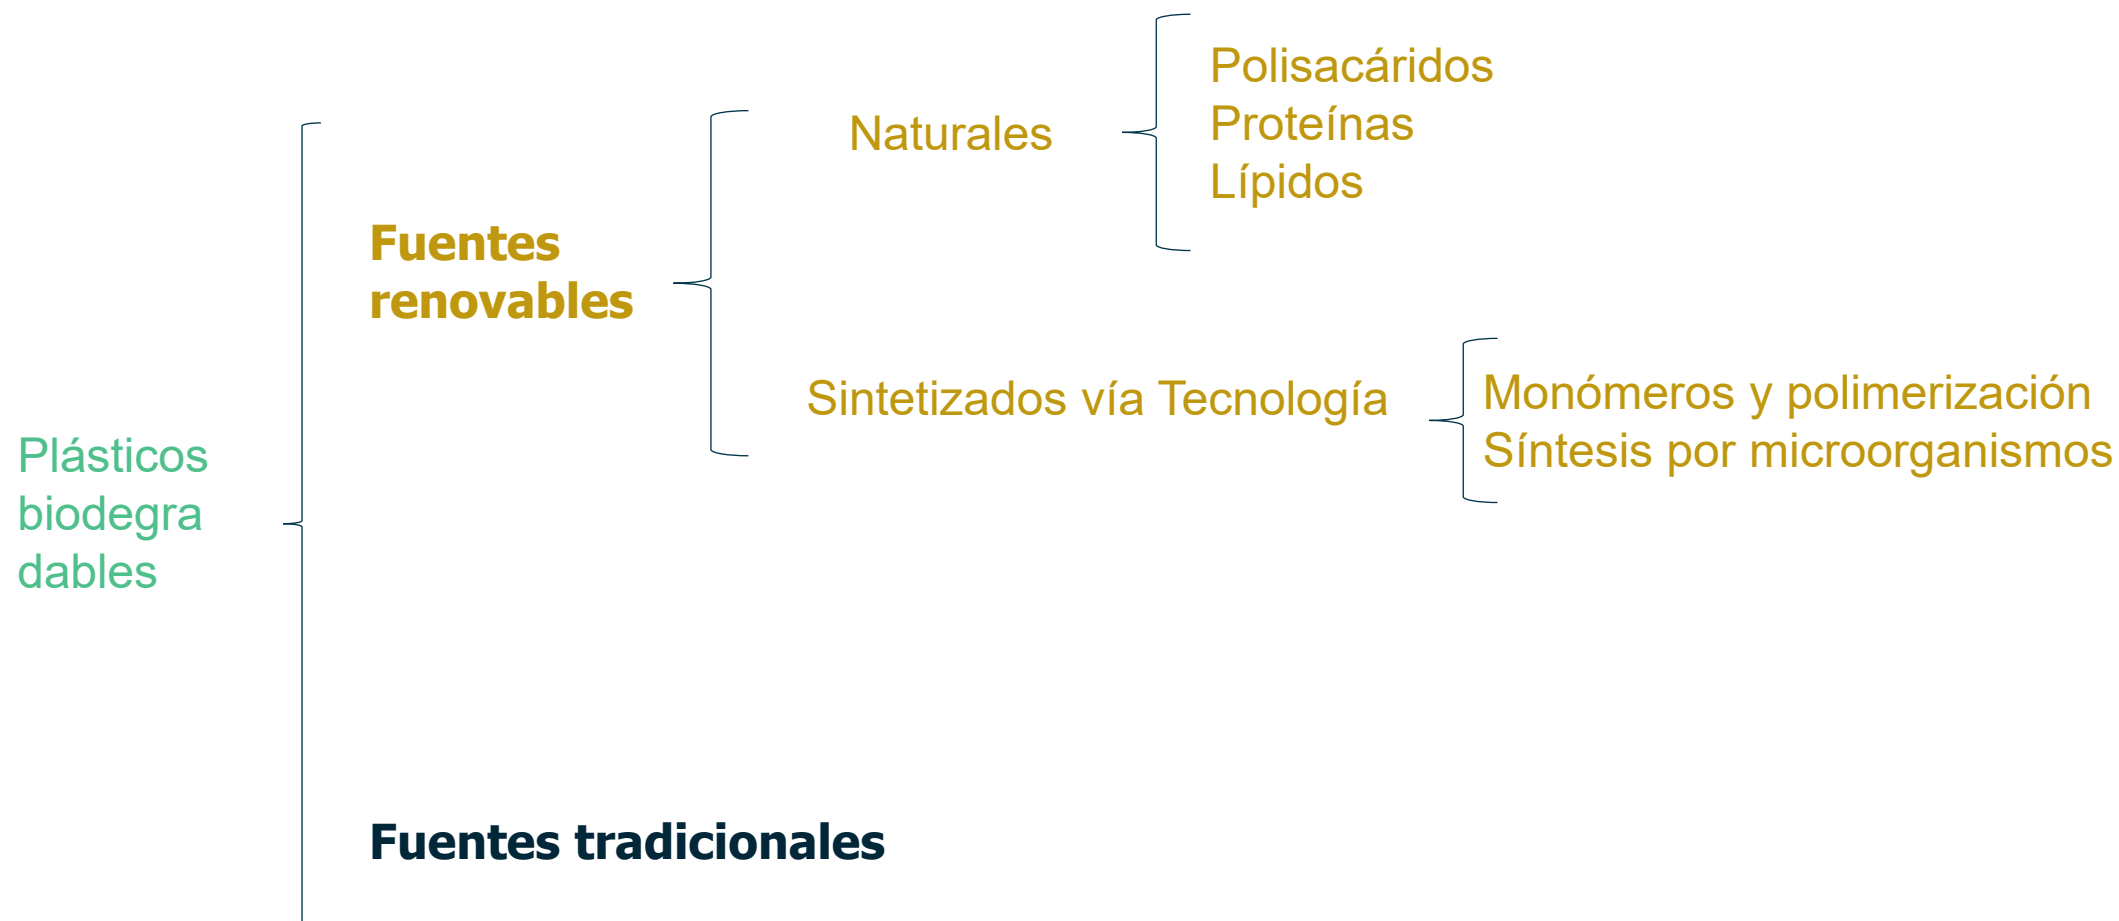 Plásticos
biodegra
dables
Fuentes
renovables
Naturales
Polisacáridos
Proteínas
Lípidos
Sintetizados vía Tecnología
Monómeros y polimerización
Síntesis por microorganismos
Fuentes tradicionales